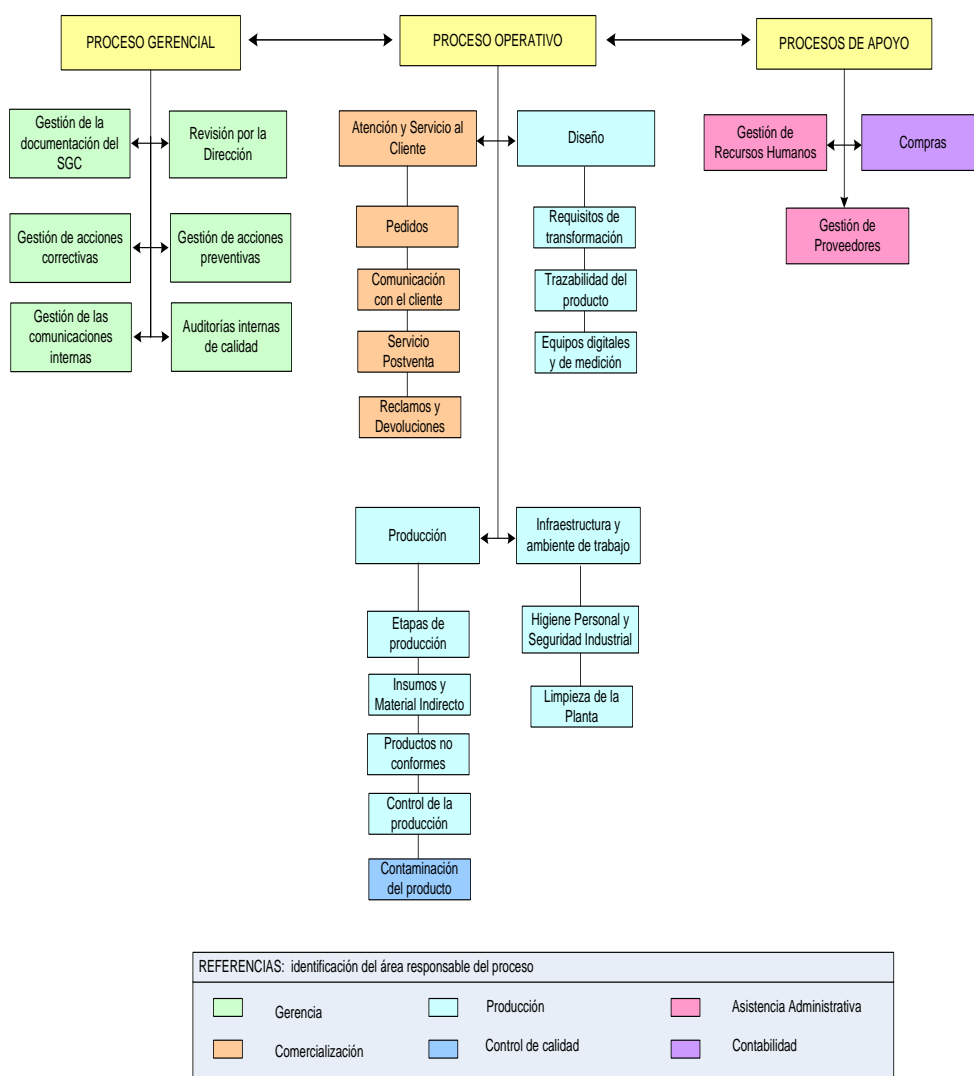 PROCESO GERENCIAL
PROCESO OPERATIVO
PROCESOS DE APOYO
Gestión de la
documentación del
SGC
Revisión por la
Dirección
Gestión de acciones
correctivas
Gestión de acciones
preventivas
Gestión de las
comunicaciones
internas
Auditorías internas
de calidad
Atención y Servicio al
Cliente
Diseño
Pedidos
Comunicación
con el cliente
Servicio
Postventa
Reclamos y
Devoluciones
Requisitos de
transformación
Trazabilidad del
producto
Equipos digitales
y de medición
Gestión de
Recursos Humanos
Compras
Gestión de
Proveedores
Producción
Infraestructura y
ambiente de trabajo
Etapas de
producción
Insumos y
Material Indirecto
Productos no
conformes
Control de la
producción
Contaminación
del producto
Higiene Personal y
Seguridad Industrial
Limpieza de la
Planta
REFERENCIAS: identificación del área responsable del proceso
Gerencia
Producción
Asistencia Administrativa
Comercialización
Control de calidad
Contabilidad